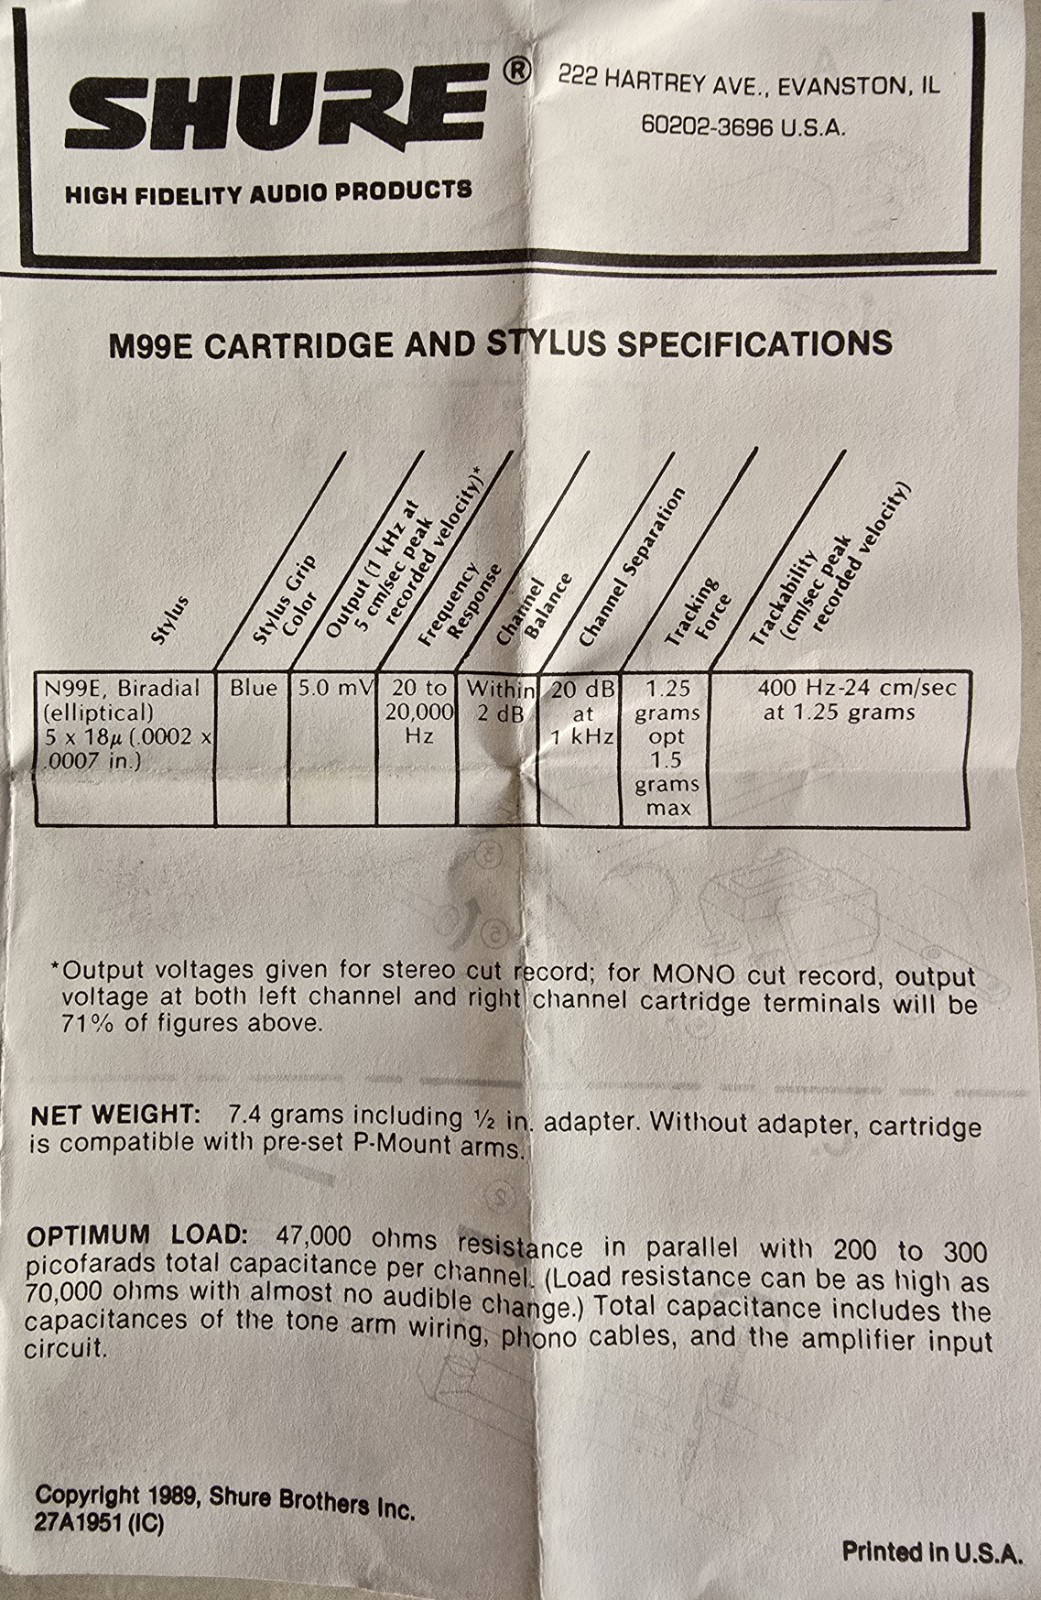 SHURE®
222 HARTREY AVE., EVANSTON, IL
60202-3696 U.S.A.
HIGH FIDELITY AUDIO PRODUCTS
M99E CARTRIDGE AND STYLUS SPECIFICATIONS
Stylus
Stylus Grip
Color
Output (1 kHz at
5 cm/sec peak
recorded velocity)*
Frequency
Response
Channel
Balance
Channel Separation
Tracking
Force
Trackability
(cm/sec peak
recorded velocity)
N99E, Biradial
(elliptical)
5 x 18µ (.0002 x
.0007 in.)
Blue
5.0 mV
20 to
20,000
Hz
Within
2 dB
20 dB
at
1 kHz
1.25
grams
opt
1.5
grams
max
400 Hz-24 cm/sec
at 1.25 grams
*Output voltages given for stereo cut record; for MONO cut record, output
voltage at both left channel and right channel cartridge terminals will be
71% of figures above.
NET WEIGHT: 7.4 grams including ½ in. adapter. Without adapter, cartridge
is compatible with pre-set P-Mount arms.
OPTIMUM LOAD: 47,000 ohms resistance in parallel with 200 to 300
picofarads total capacitance per channel. (Load resistance can be as high as
70,000 ohms with almost no audible change.) Total capacitance includes the
capacitances of the tone arm wiring, phono cables, and the amplifier input
circuit.
Copyright 1989, Shure Brothers Inc.
27A1951 (IC)
Printed in U.S.A.